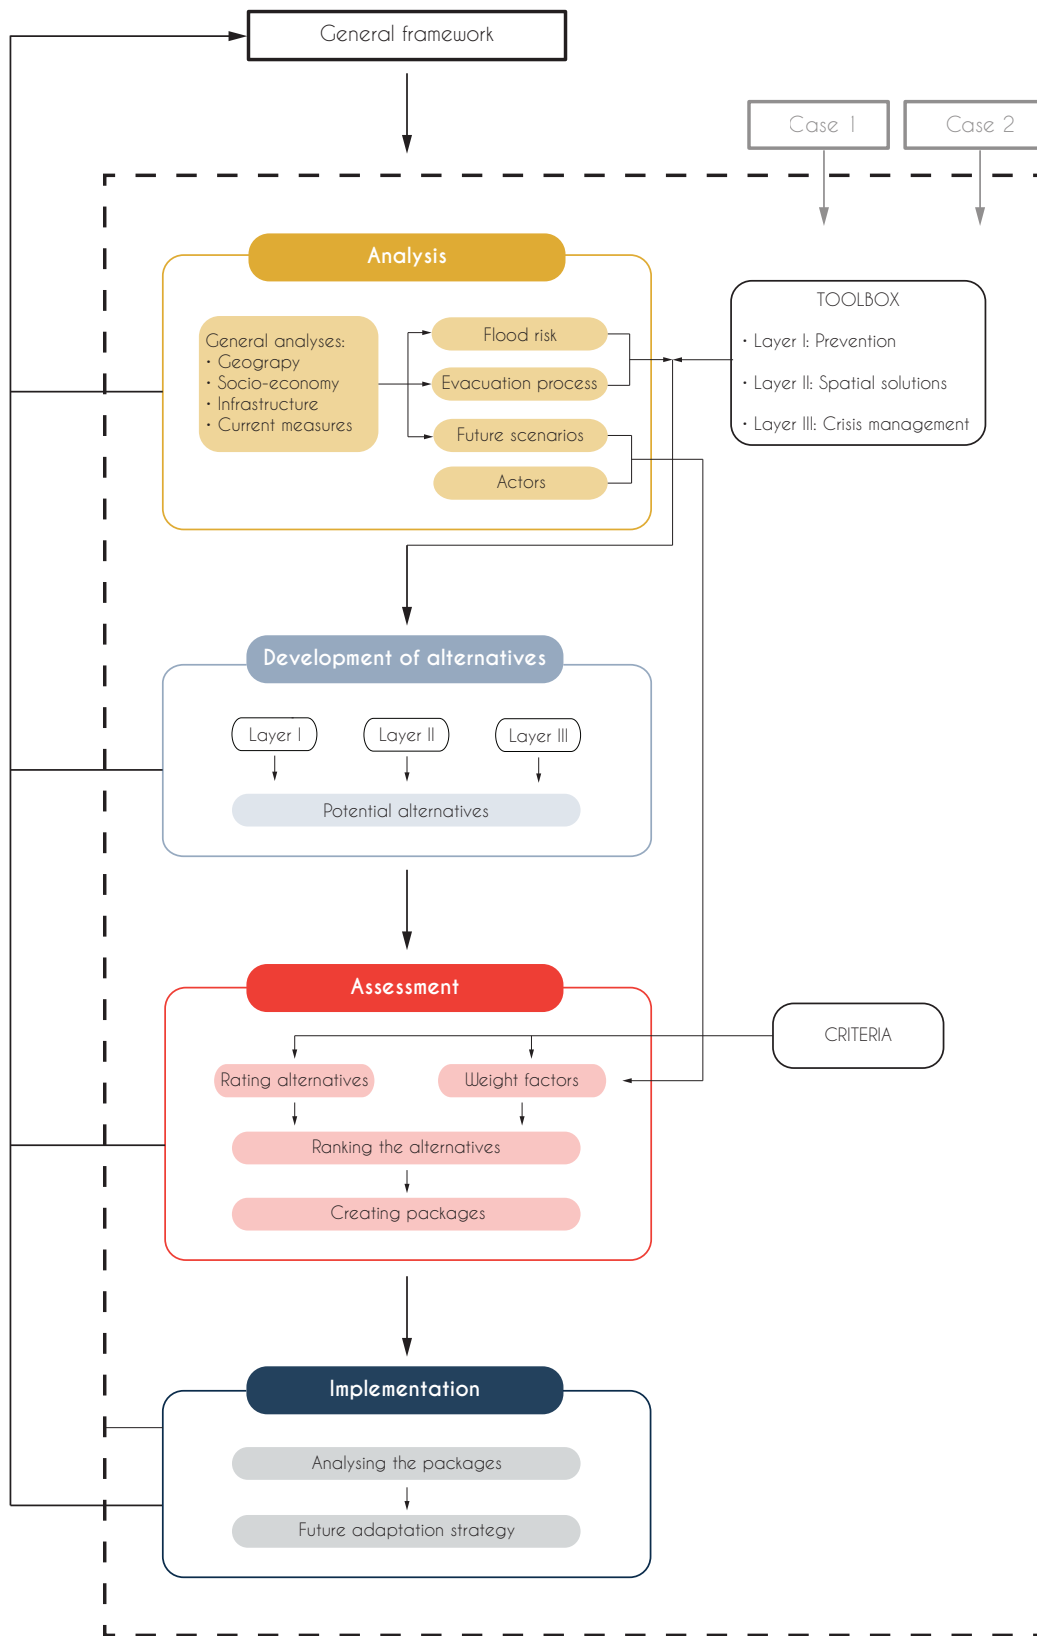 General framework
Case 1
Case 2
Analysis
General analyses:
· Geograpy
· Socio-economy
· Infrastructure
· Current measures
Flood risk
Evacuation process
Future scenarios
Actors
TOOLBOX
· Layer I: Prevention
· Layer II: Spatial solutions
· Layer III: Crisis management
Development of alternatives
Layer I
Layer II
Layer III
Potential alternatives
Assessment
CRITERIA
Rating alternatives
Weight factors
Ranking the alternatives
Creating packages
Implementation
Analysing the packages
Future adaptation strategy